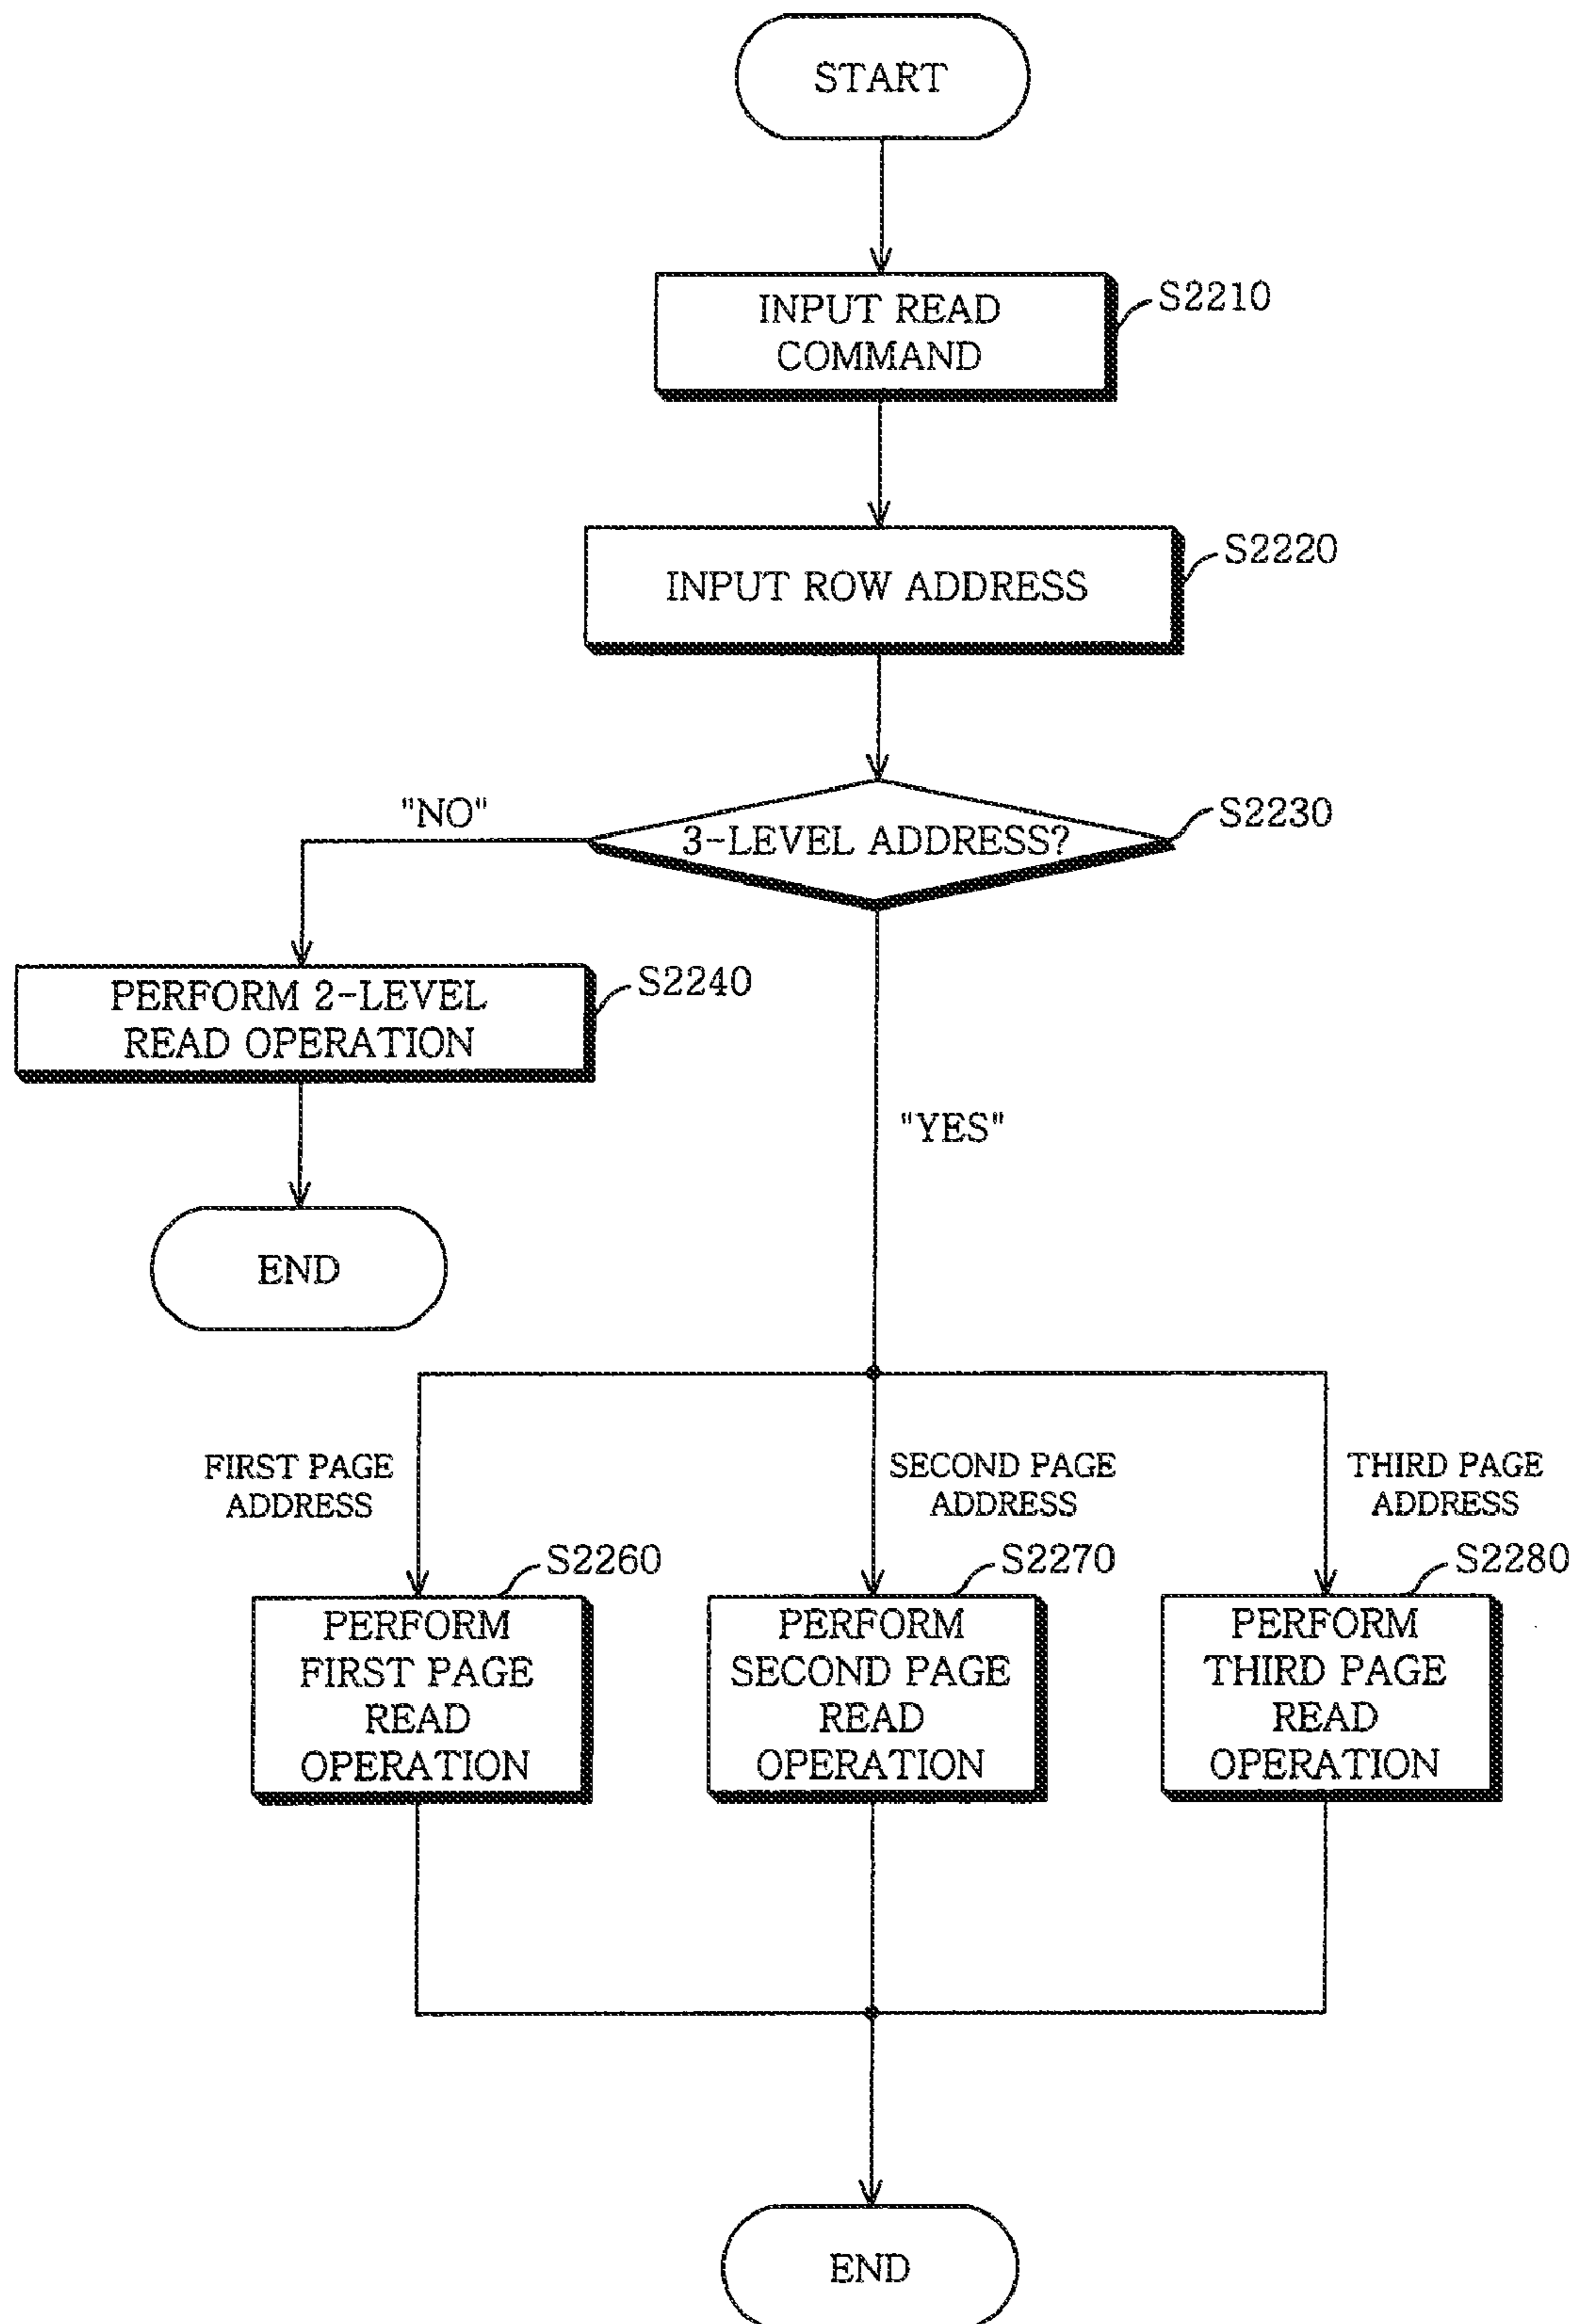 START
INPUT READ
COMMAND
S2210
INPUT ROW ADDRESS
S2220
"NO"
3-LEVEL ADDRESS?
S2230
PERFORM 2-LEVEL
READ OPERATION
S2240
"YES"
END
FIRST PAGE
ADDRESS
SECOND PAGE
ADDRESS
THIRD PAGE
ADDRESS
S2260
S2270
S2280
PERFORM
FIRST PAGE
READ
OPERATION
PERFORM
SECOND PAGE
READ
OPERATION
PERFORM
THIRD PAGE
READ
OPERATION
END